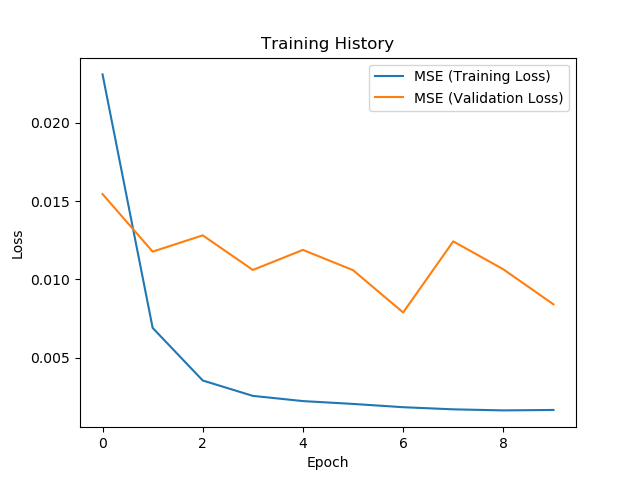 Training History
MSE (Training Loss)
MSE (Validation Loss)
0.020
0.015
0.010
0.005
Loss
0 2 4 6 8
Epoch